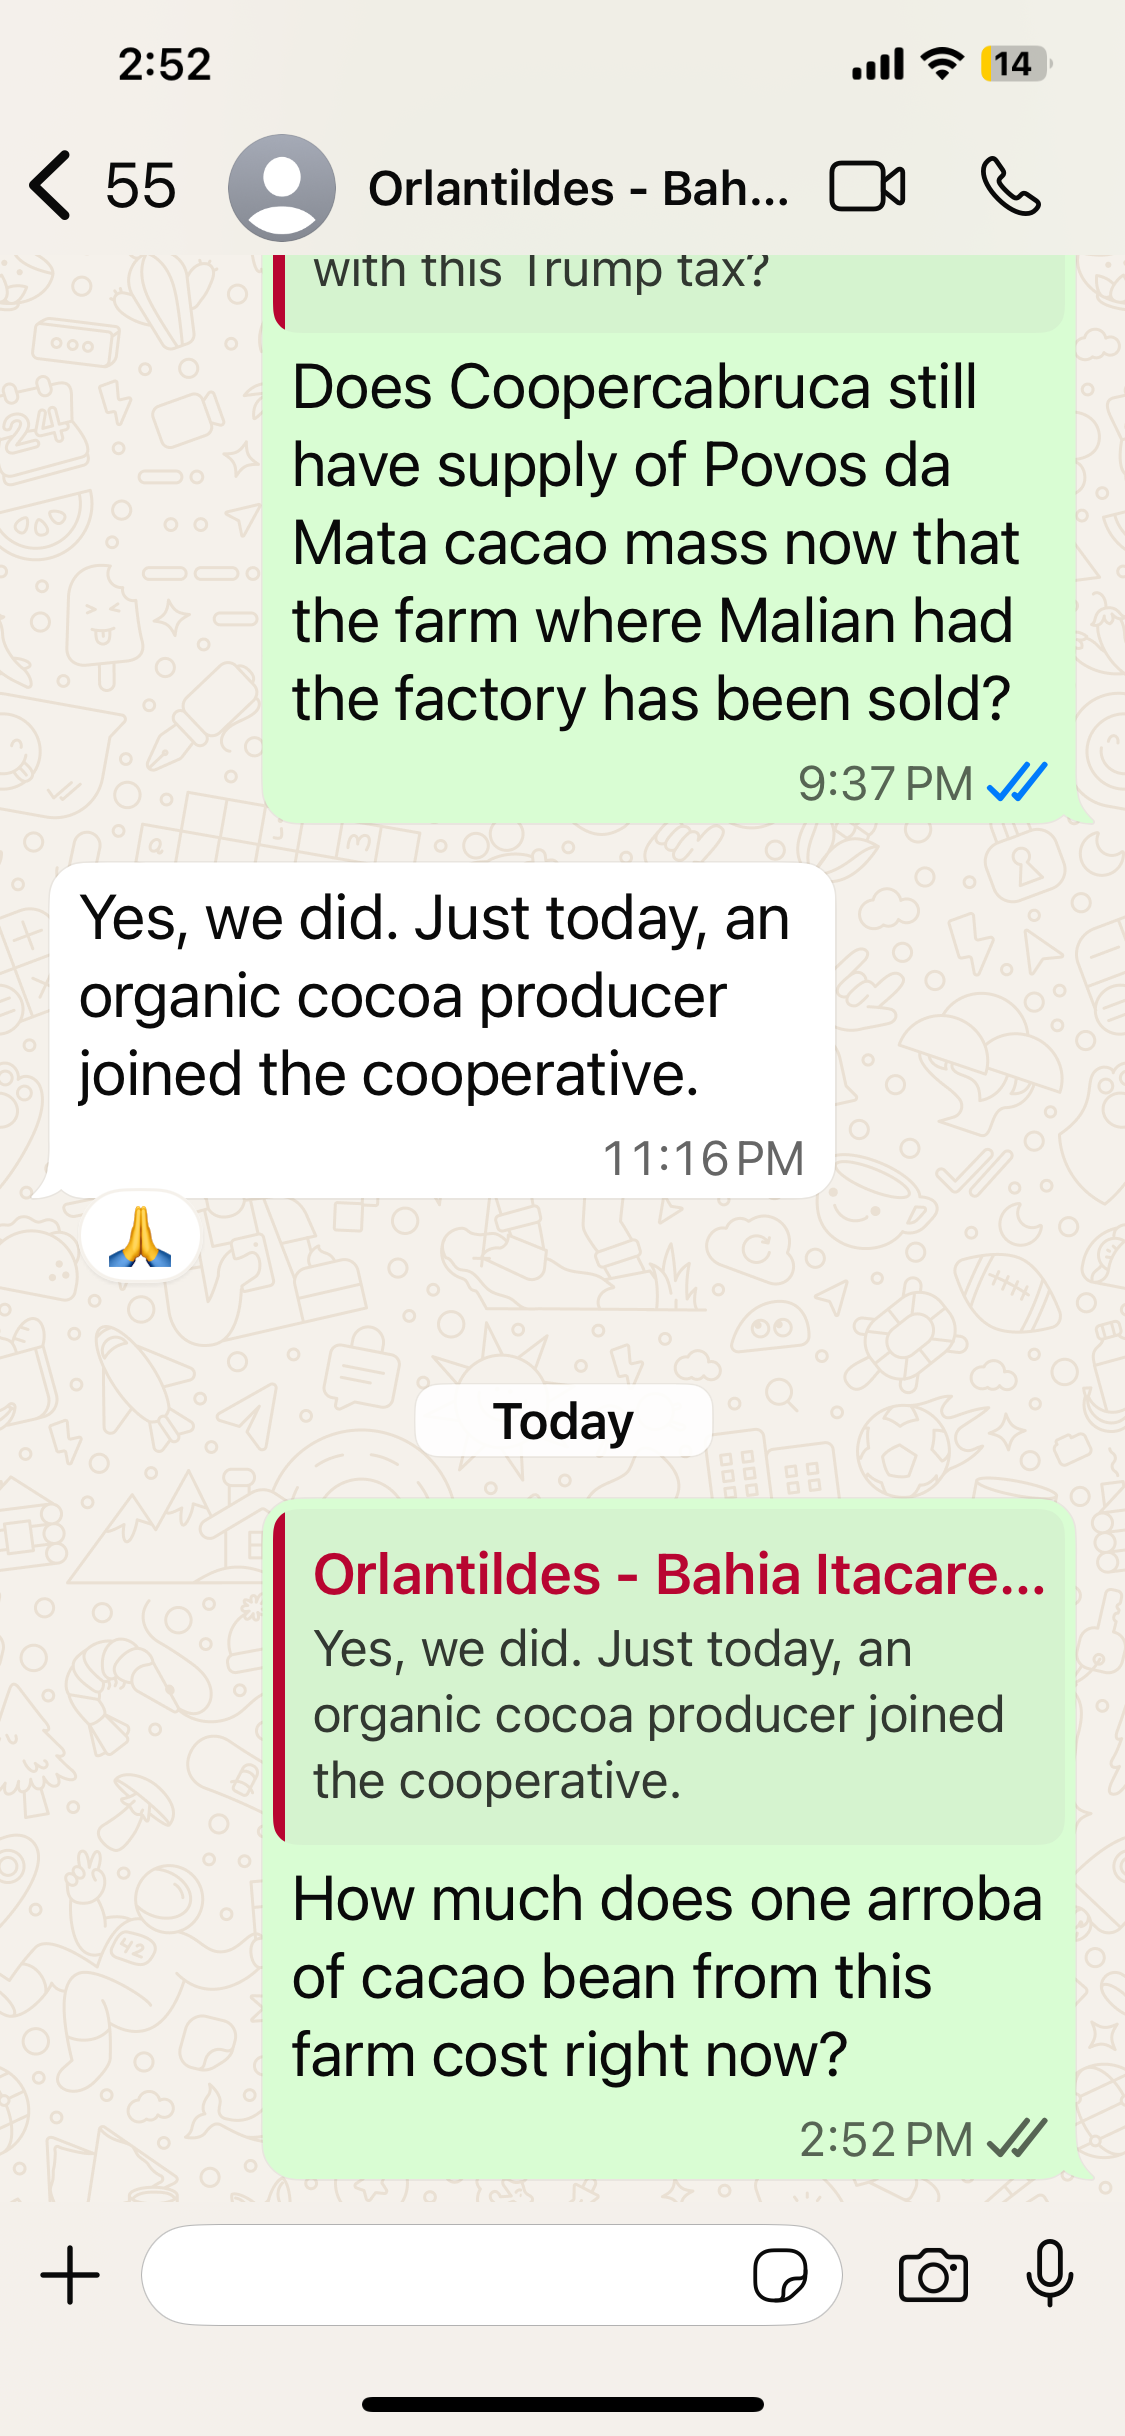 2:52
14
55
Orlantildes - Bah...
with this Trump tax?
Does Coopercabruca still
have supply of Povos da
Mata cacao mass now that
the farm where Malian had
the factory has been sold?
9:37 PM
Yes, we did. Just today, an
organic cocoa producer
joined the cooperative.
11:16 PM
🙏
Today
Orlantildes - Bahia Itacare...
Yes, we did. Just today, an
organic cocoa producer joined
the cooperative.
How much does one arroba
of cacao bean from this
farm cost right now?
2:52 PM